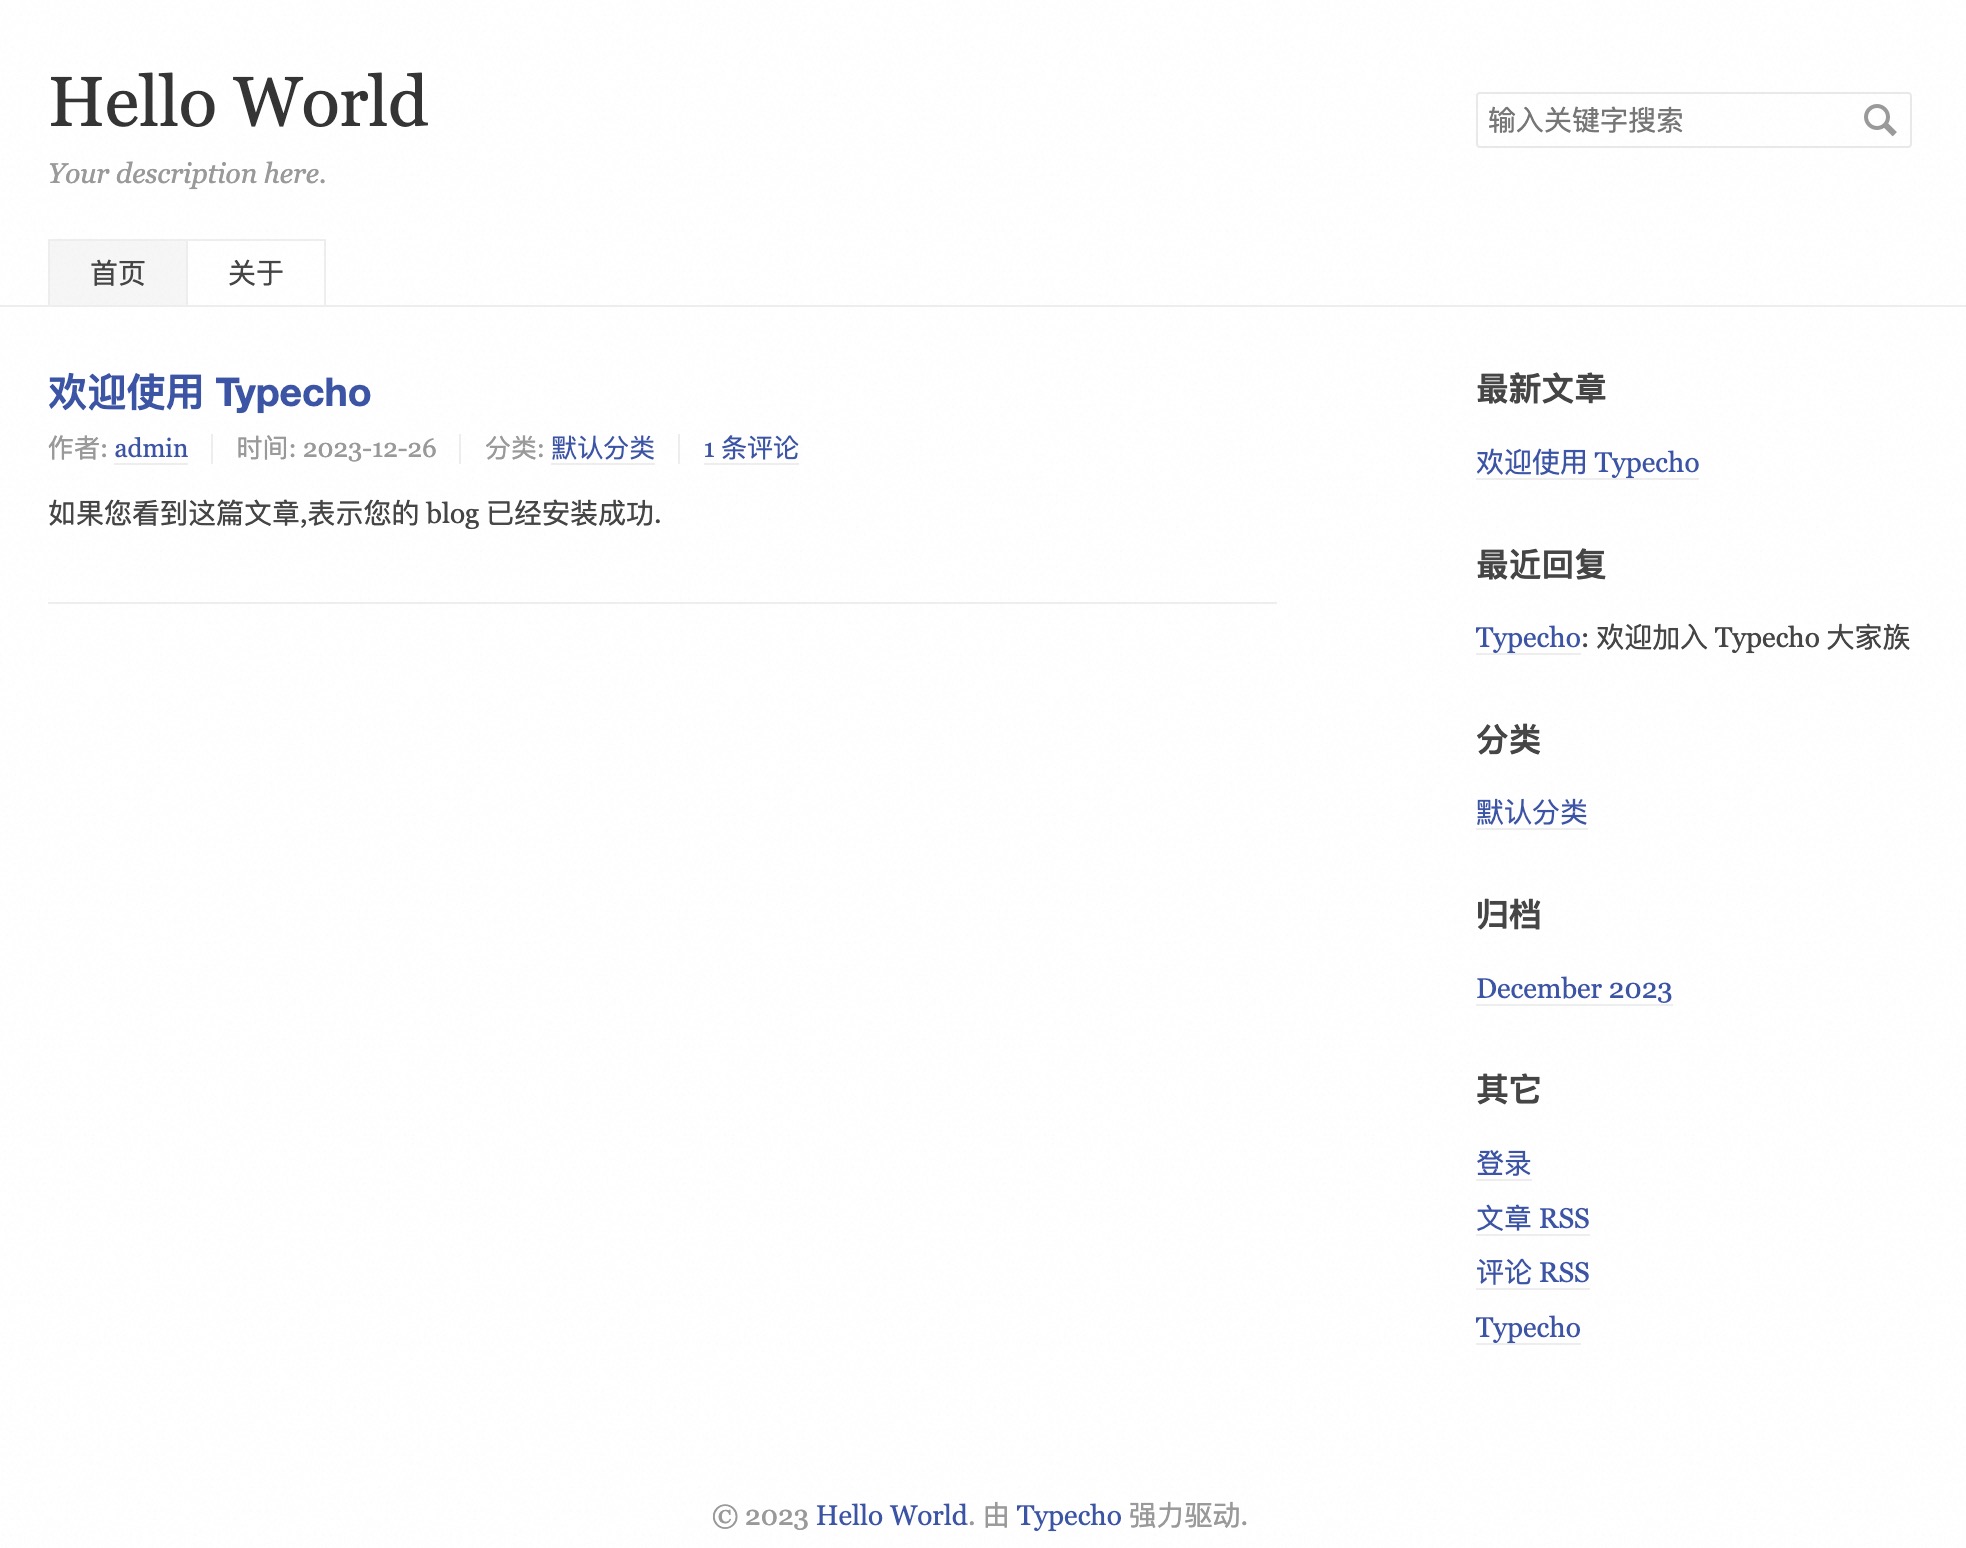 Hello World
Your description here.
输入关键字搜索
首页 关于
欢迎使用 Typecho
作者: admin 时间: 2023-12-26 分类: 默认分类 1 条评论
如果您看到这篇文章,表示您的 blog 已经安装成功.
最新文章
欢迎使用 Typecho
最近回复
Typecho: 欢迎加入 Typecho 大家族
分类
默认分类
归档
December 2023
其它
登录
文章 RSS
评论 RSS
Typecho
© 2023 Hello World. 由 Typecho 强力驱动.